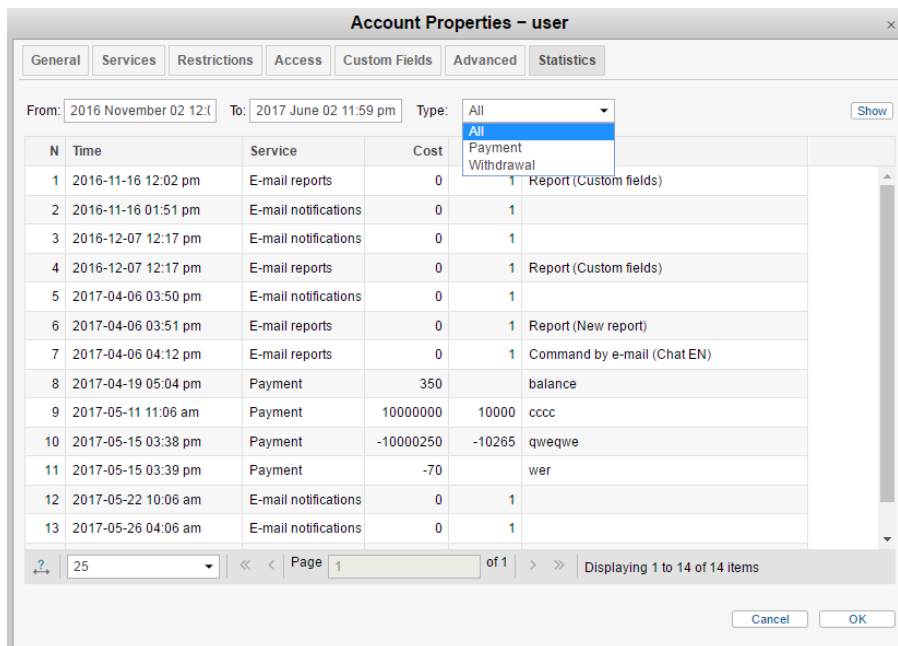 Account Properties – user ×
General Services Restrictions Access Custom Fields Advanced Statistics
From: 2016 November 02 12:( To: 2017 June 02 11:59 pm Type: All Show
All
Payment
Withdrawal
N Time Service Cost
1 2016-11-16 12:02 pm E-mail reports 0 1 Report (Custom fields)
2 2016-11-16 01:51 pm E-mail notifications 0 1
3 2016-12-07 12:17 pm E-mail notifications 0 1
4 2016-12-07 12:17 pm E-mail reports 0 1 Report (Custom fields)
5 2017-04-06 03:50 pm E-mail notifications 0 1
6 2017-04-06 03:51 pm E-mail reports 0 1 Report (New report)
7 2017-04-06 04:12 pm E-mail reports 0 1 Command by e-mail (Chat EN)
8 2017-04-19 05:04 pm Payment 350 balance
9 2017-05-11 11:06 am Payment 10000000 10000 cccc
10 2017-05-15 03:38 pm Payment -10000250 -10265 qweqwe
11 2017-05-15 03:39 pm Payment -70 wer
12 2017-05-22 10:06 am E-mail notifications 0 1
13 2017-05-26 04:06 am E-mail notifications 0 1
? 25 « < Page 1 of 1 > » Displaying 1 to 14 of 14 items
Cancel OK